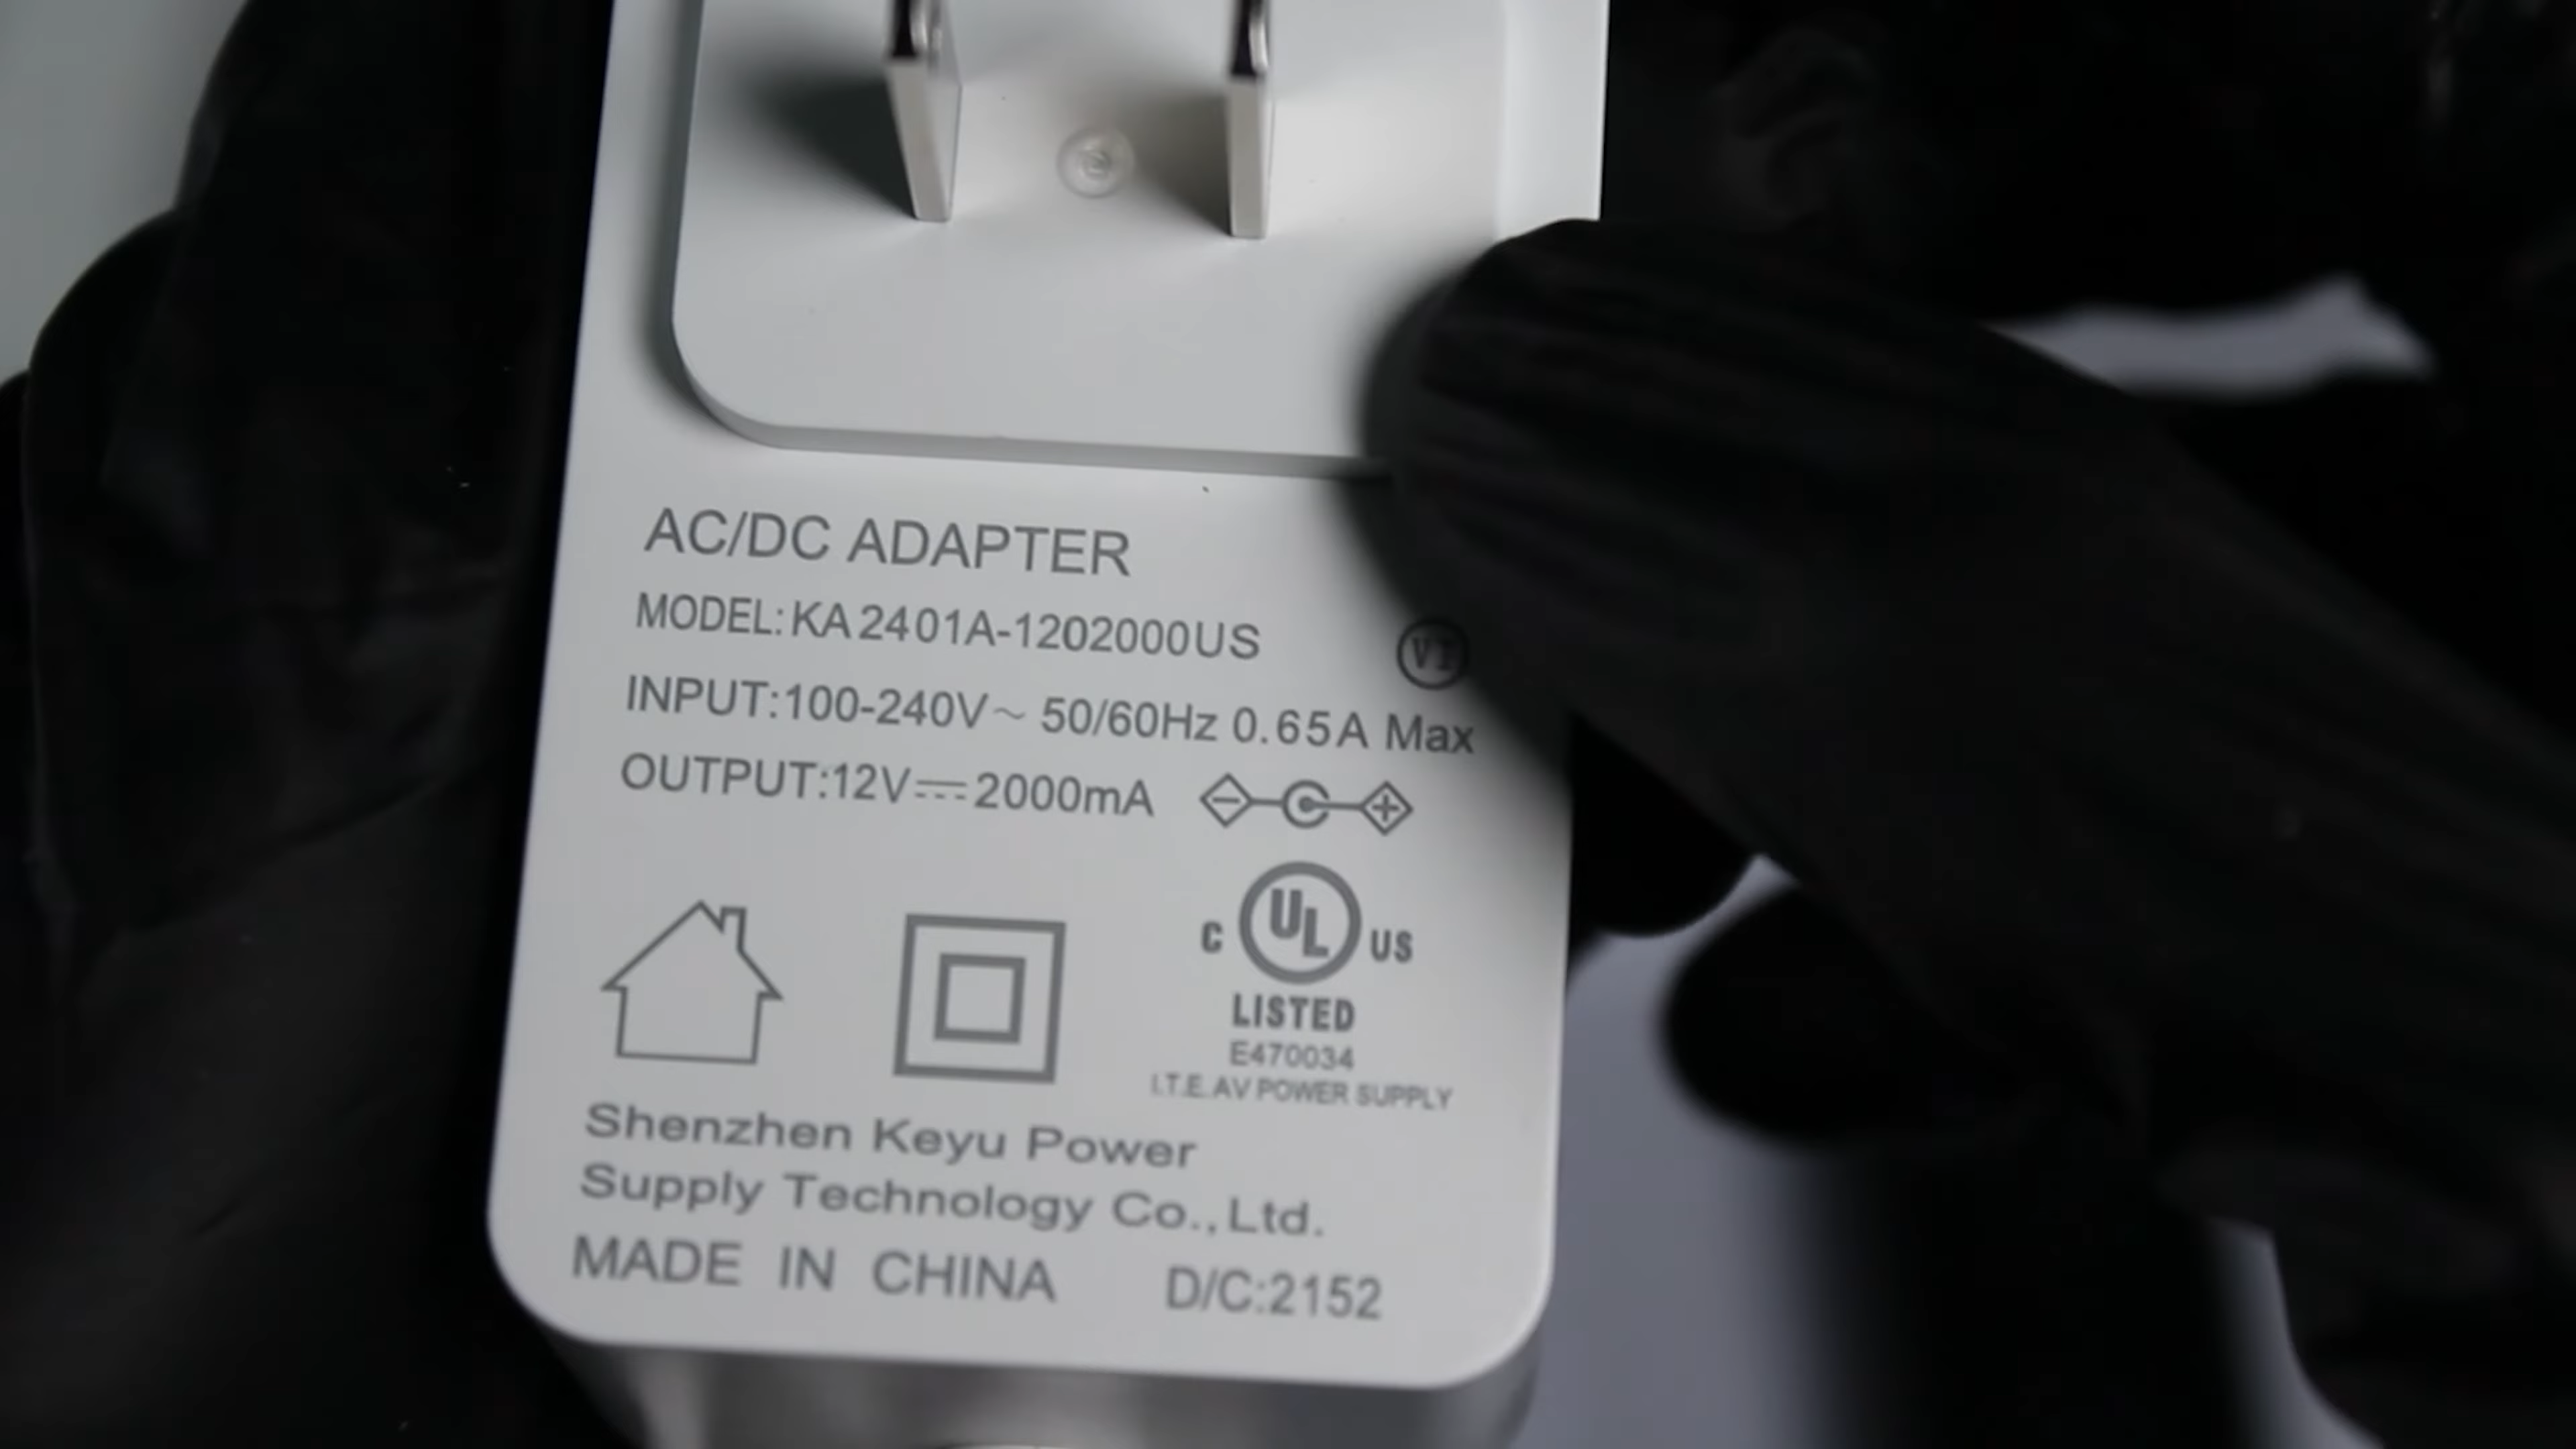 AC/DC ADAPTER
MODEL:KA2401A-1202000US
VI
INPUT:100-240V~ 50/60Hz 0.65A Max
OUTPUT:12V⎓2000mA
C UL US
LISTED
E470034
I.T.E. AV POWER SUPPLY
Shenzhen Keyu Power
Supply Technology Co.,Ltd.
MADE IN CHINA D/C:2152